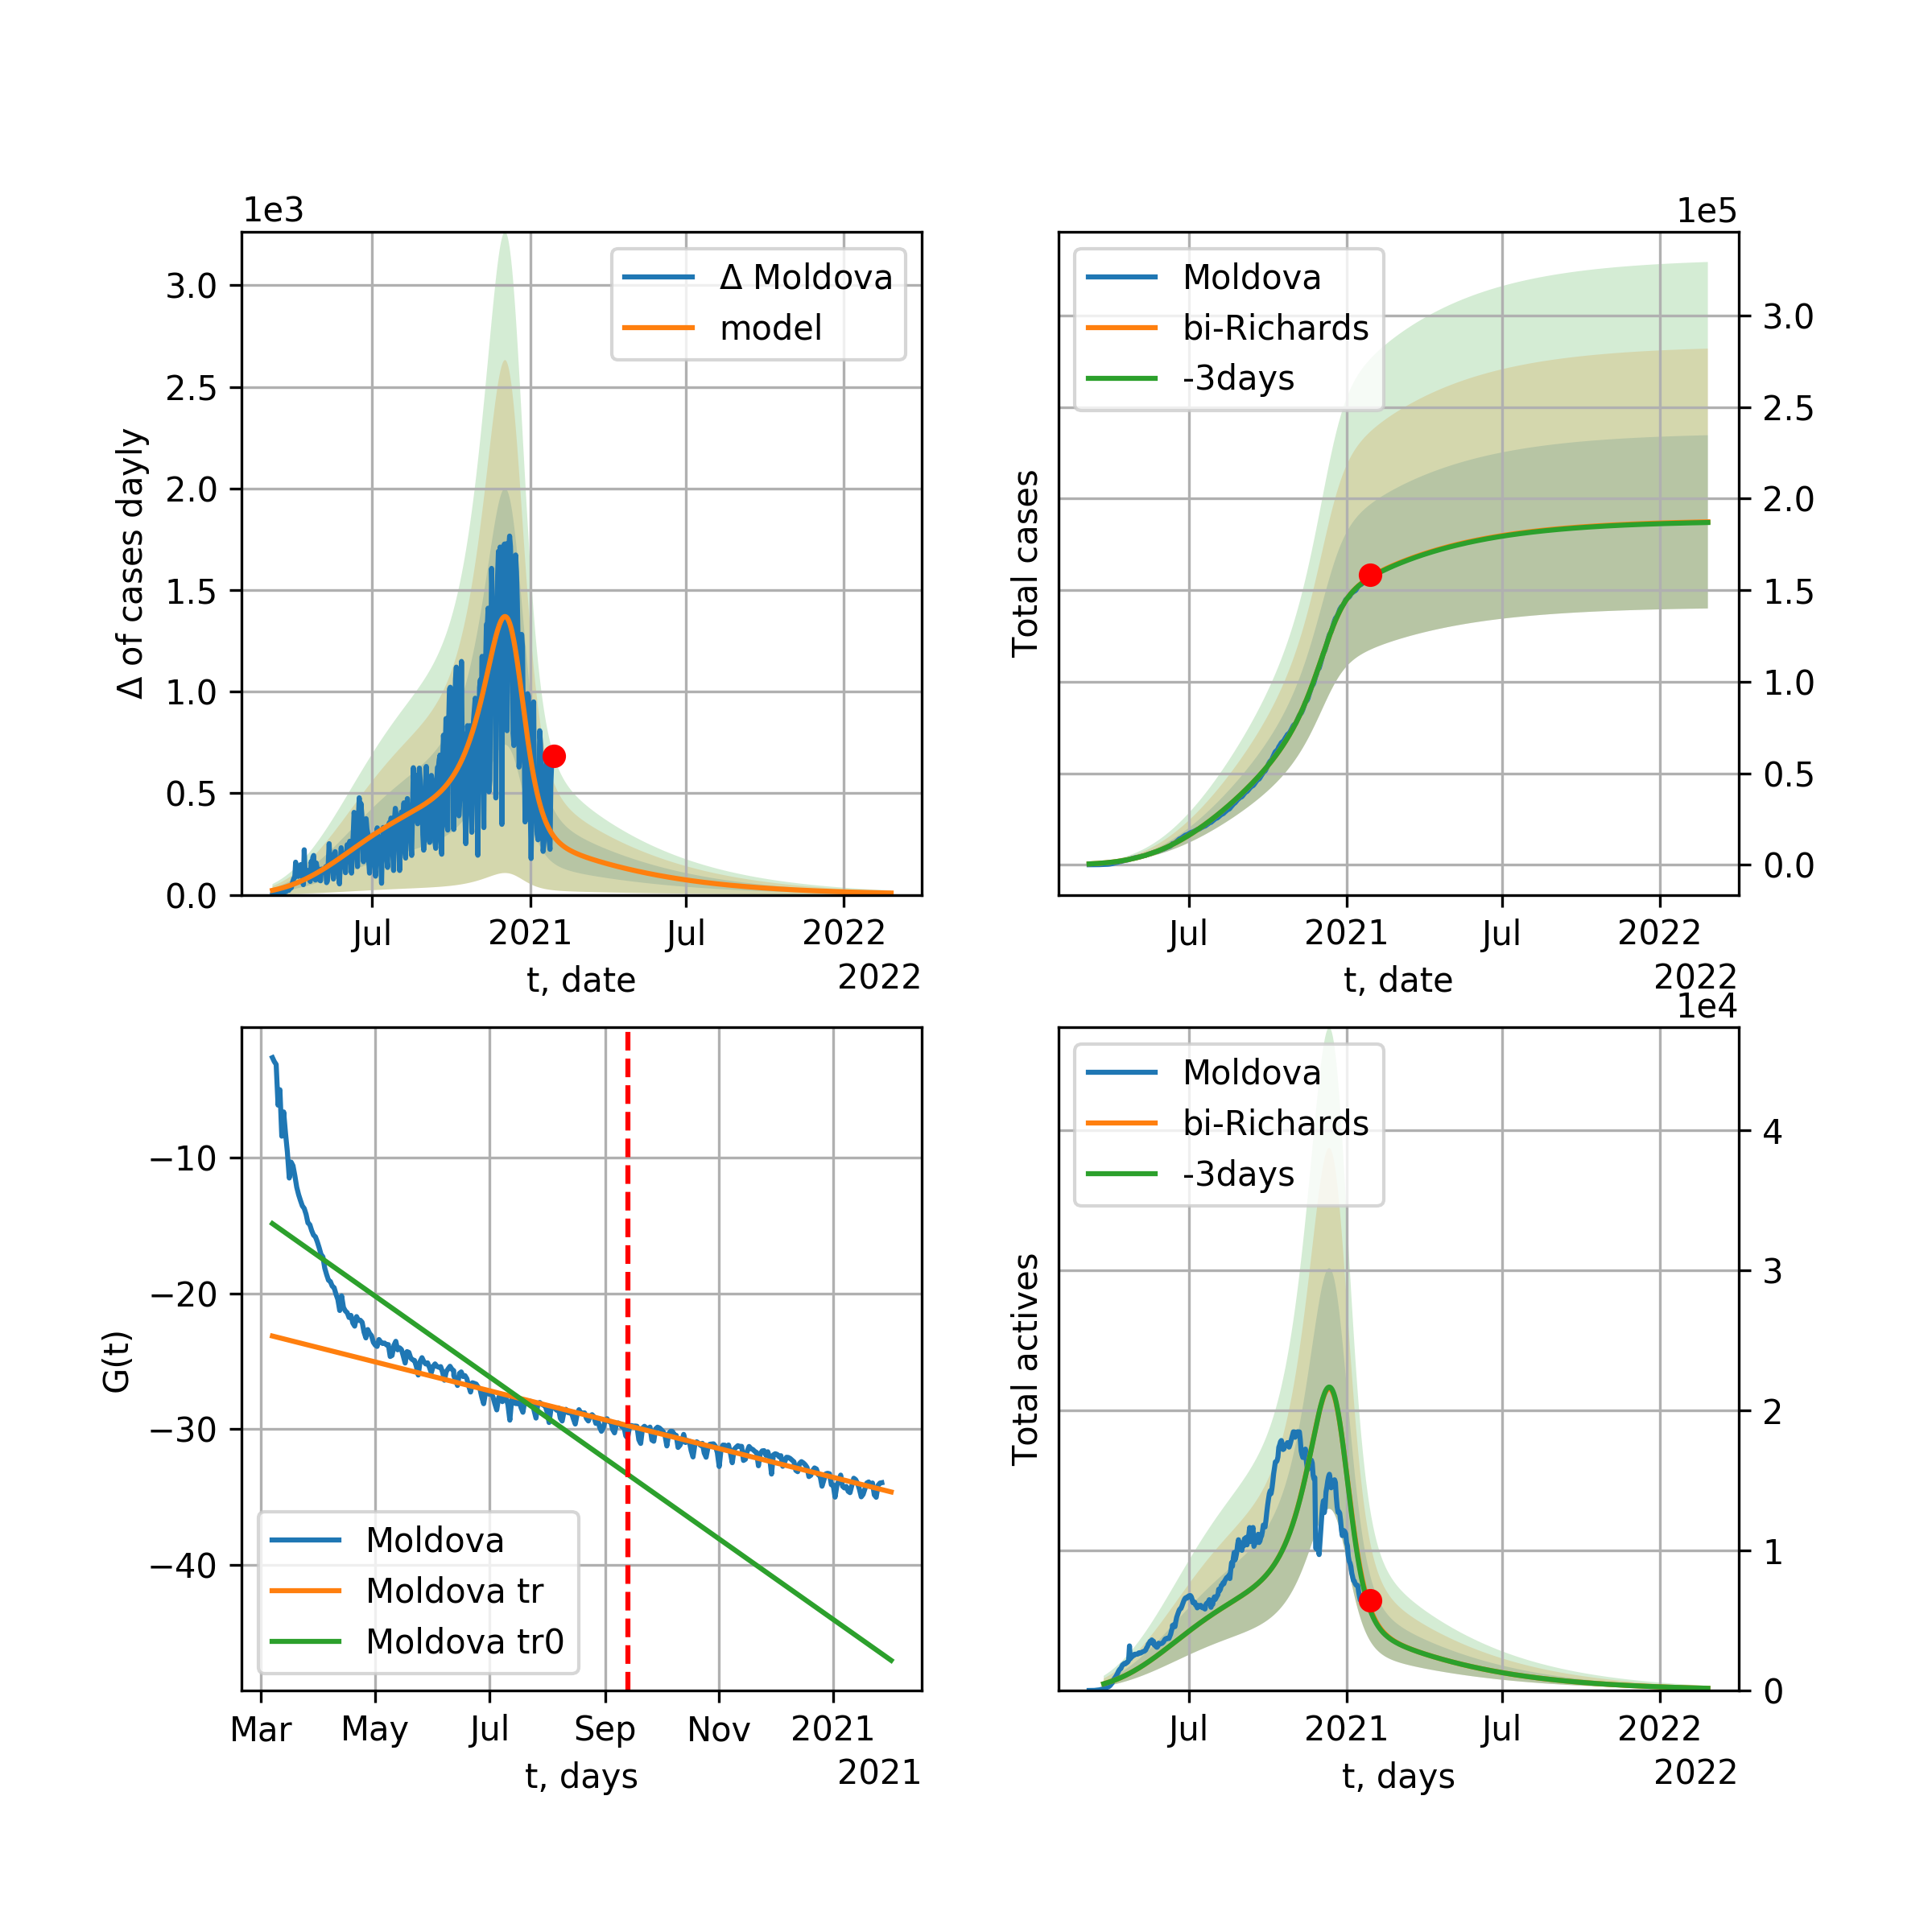 1e3
Δ of cases dayly
3.0
2.5
2.0
1.5
1.0
0.5
0.0
Δ Moldova
model
Jul
2021
Jul
2022
t, date
2022
1e5
Total cases
Moldova
bi-Richards
-3days
3.0
2.5
2.0
1.5
1.0
0.5
0.0
Jul
2021
Jul
2022
t, date
2022
G(t)
−10
−20
−30
−40
Moldova
Moldova tr
Moldova tr0
Mar
May
Jul
Sep
Nov
2021
t, days
2021
1e4
Total actives
Moldova
bi-Richards
-3days
4
3
2
1
0
Jul
2021
Jul
2022
t, days
2022